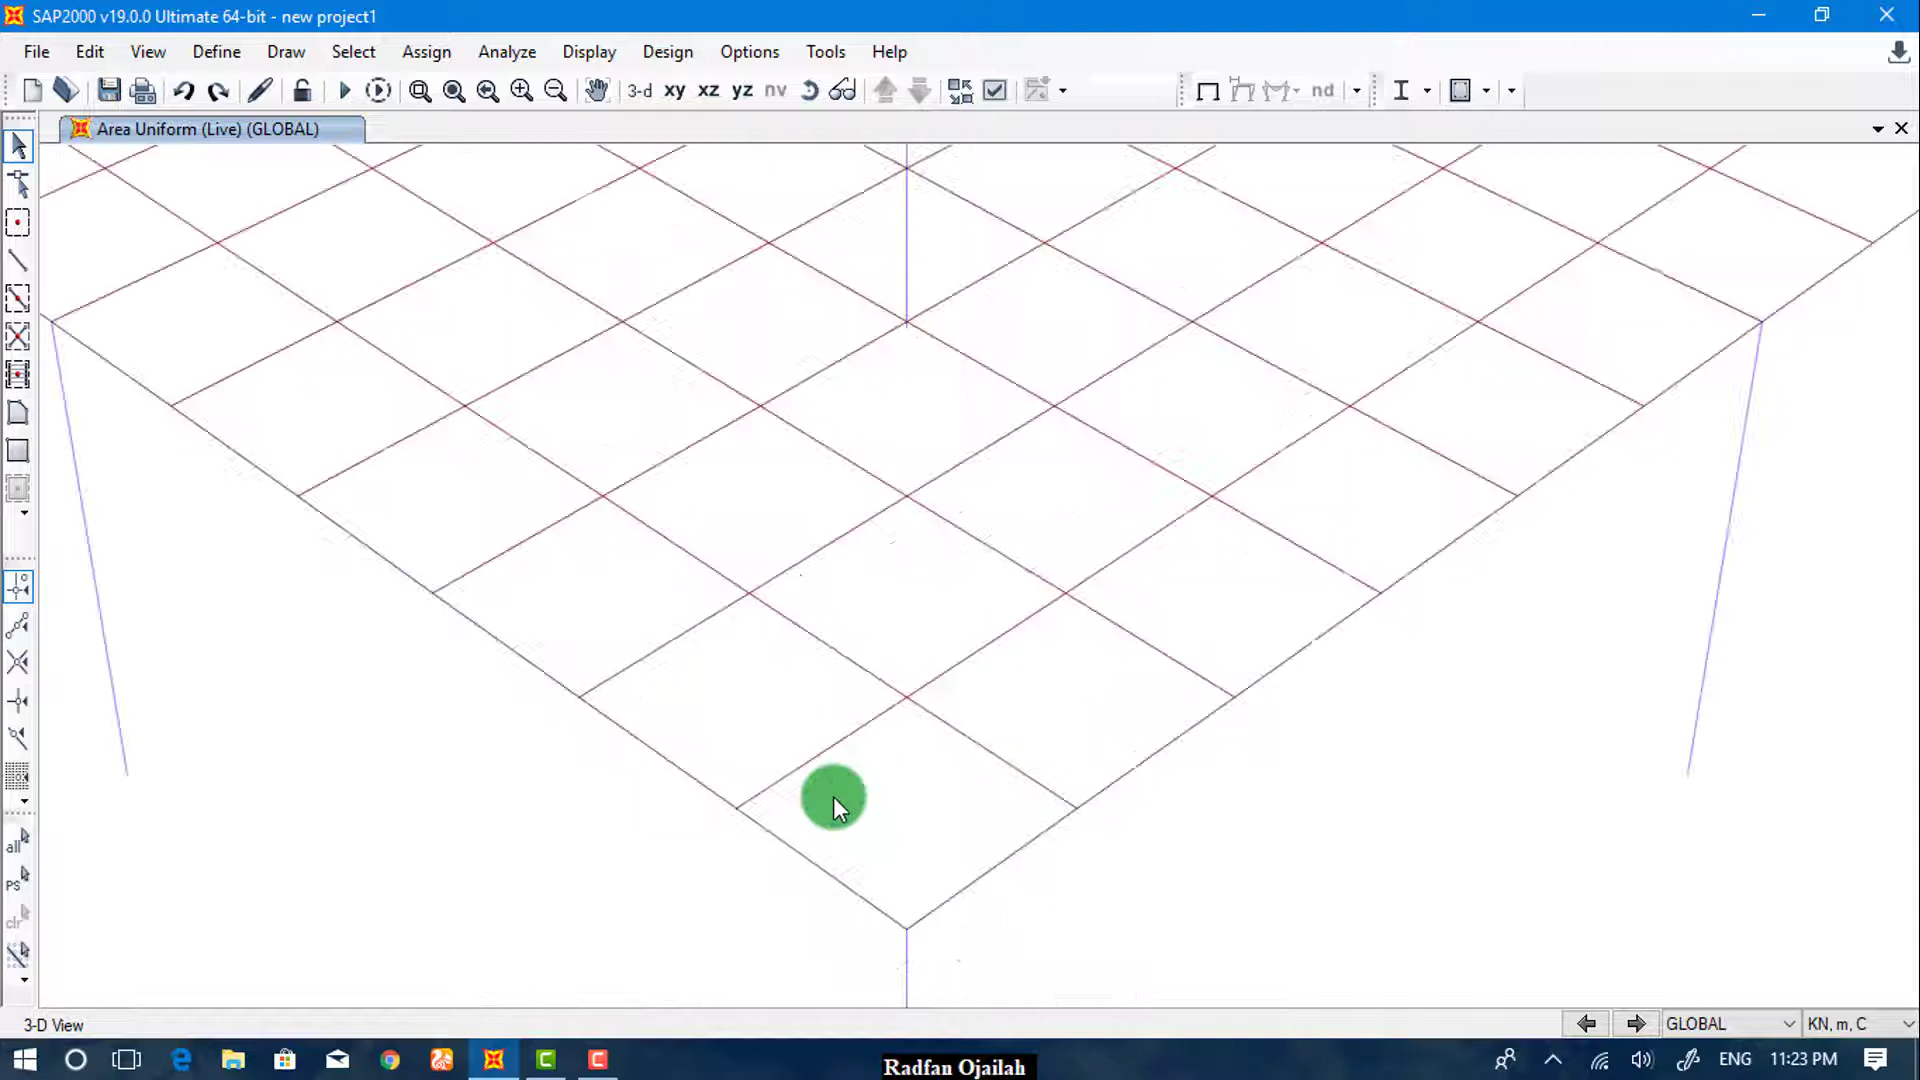 SAP2000 v19.0.0 Ultimate 64-bit - new project1
File Edit View Define Draw Select Assign Analyze Display Design Options Tools Help
3-d xy xz yz nv nd
Area Uniform (Live) (GLOBAL)
all
PS
clr
3-D View
GLOBAL
KN, m, C
Radfan Ojailah
ENG
11:23 PM